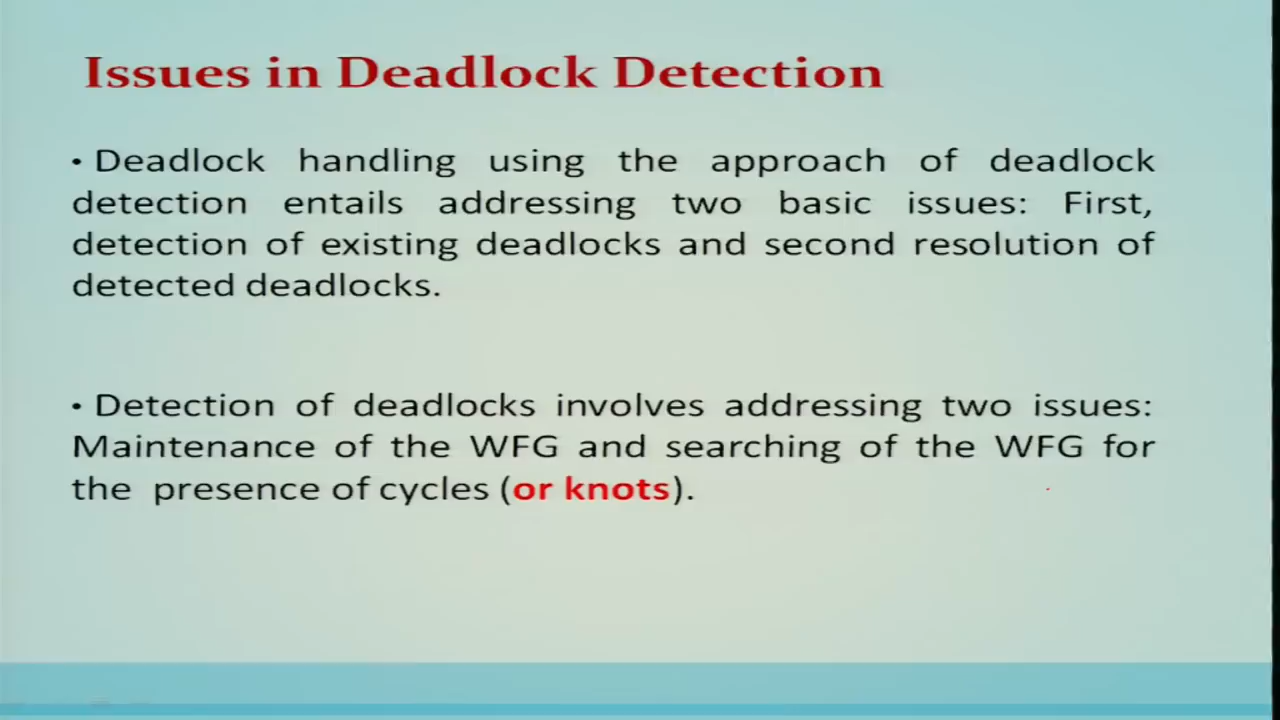 Issues in Deadlock Detection
• Deadlock handling using the approach of deadlock
detection entails addressing two basic issues: First,
detection of existing deadlocks and second resolution of
detected deadlocks.
• Detection of deadlocks involves addressing two issues:
Maintenance of the WFG and searching of the WFG for
the presence of cycles (or knots).